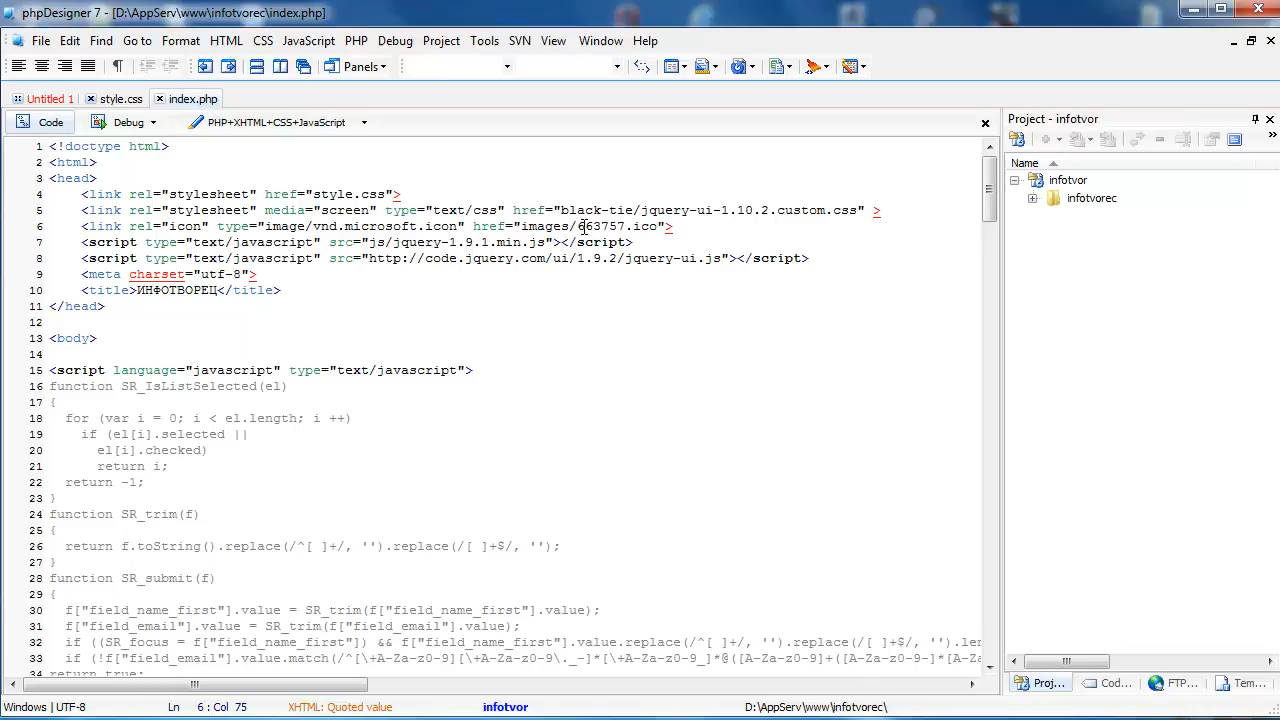 phpDesigner 7 - [D:\AppServ\www\infotvorec\index.php]
File Edit Find Go to Format HTML CSS JavaScript PHP Debug Project Tools SVN View Window Help
Panels
Untitled 1 style.css index.php
Code Debug PHP+XHTML+CSS+JavaScript
Project - infotvor
Name
infotvor
infotvorec
1 <!doctype html>
2 <html>
3 <head>
4 <link rel="stylesheet" href="style.css">
5 <link rel="stylesheet" media="screen" type="text/css" href="black-tie/jquery-ui-1.10.2.custom.css" >
6 <link rel="icon" type="image/vnd.microsoft.icon" href="images/663757.ico">
7 <script type="text/javascript" src="js/jquery-1.9.1.min.js"></script>
8 <script type="text/javascript" src="http://code.jquery.com/ui/1.9.2/jquery-ui.js"></script>
9 <meta charset="utf-8">
10 <title>ИНФОТВОРЕЦ</title>
11 </head>
12
13 <body>
14
15 <script language="javascript" type="text/javascript">
16 function SR_IsListSelected(el)
17 {
18 for (var i = 0; i < el.length; i ++)
19 if (el[i].selected ||
20 el[i].checked)
21 return i;
22 return -1;
23 }
24 function SR_trim(f)
25 {
26 return f.toString().replace(/^[ ]+/, '').replace(/[ ]+$/, '');
27 }
28 function SR_submit(f)
29 {
30 f["field_name_first"].value = SR_trim(f["field_name_first"].value);
31 f["field_email"].value = SR_trim(f["field_email"].value);
32 if ((SR_focus = f["field_name_first"]) && f["field_name_first"].value.replace(/^[ ]+/, '').replace(/[ ]+$/, '').len
33 if (!f["field_email"].value.match(/^[\+A-Za-z0-9][\+A-Za-z0-9\._-]*[\+A-Za-z0-9_]*@([A-Za-z0-9]+([A-Za-z0-9-]*[A-Za-z
34 return true;
Proj... Cod... FTP... Tem...
Windows | UTF-8 Ln 6 : Col 75 XHTML: Quoted value infotvor D:\AppServ\www\infotvorec\